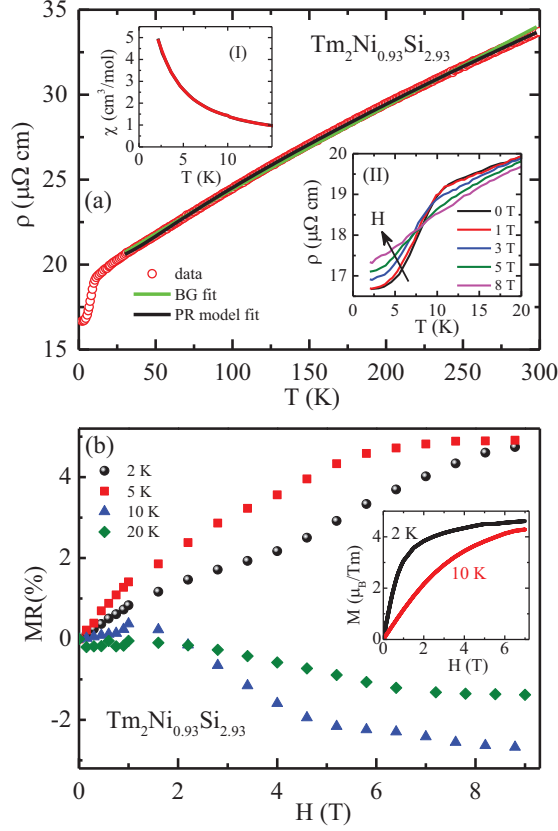 35
30
25
20
15
ρ (μΩ cm)
5
4
3
2
1
0
χ (cm³/mol)
(I)
0
5
10
T (K)
Tm₂Ni₀.₉₃Si₂.₉₃
(a)
data
BG fit
PR model fit
(II)
20
19
18
17
ρ (μΩ cm)
H
0 T
1 T
3 T
5 T
8 T
0
5
10
15
20
T (K)
0
50
100
150
200
250
300
T (K)
(b)
4
2
0
-2
MR(%)
2 K
5 K
10 K
20 K
4
2
0
M (μB/Tm)
2 K
10 K
0
2
4
6
H (T)
Tm₂Ni₀.₉₃Si₂.₉₃
0
2
4
6
8
H (T)